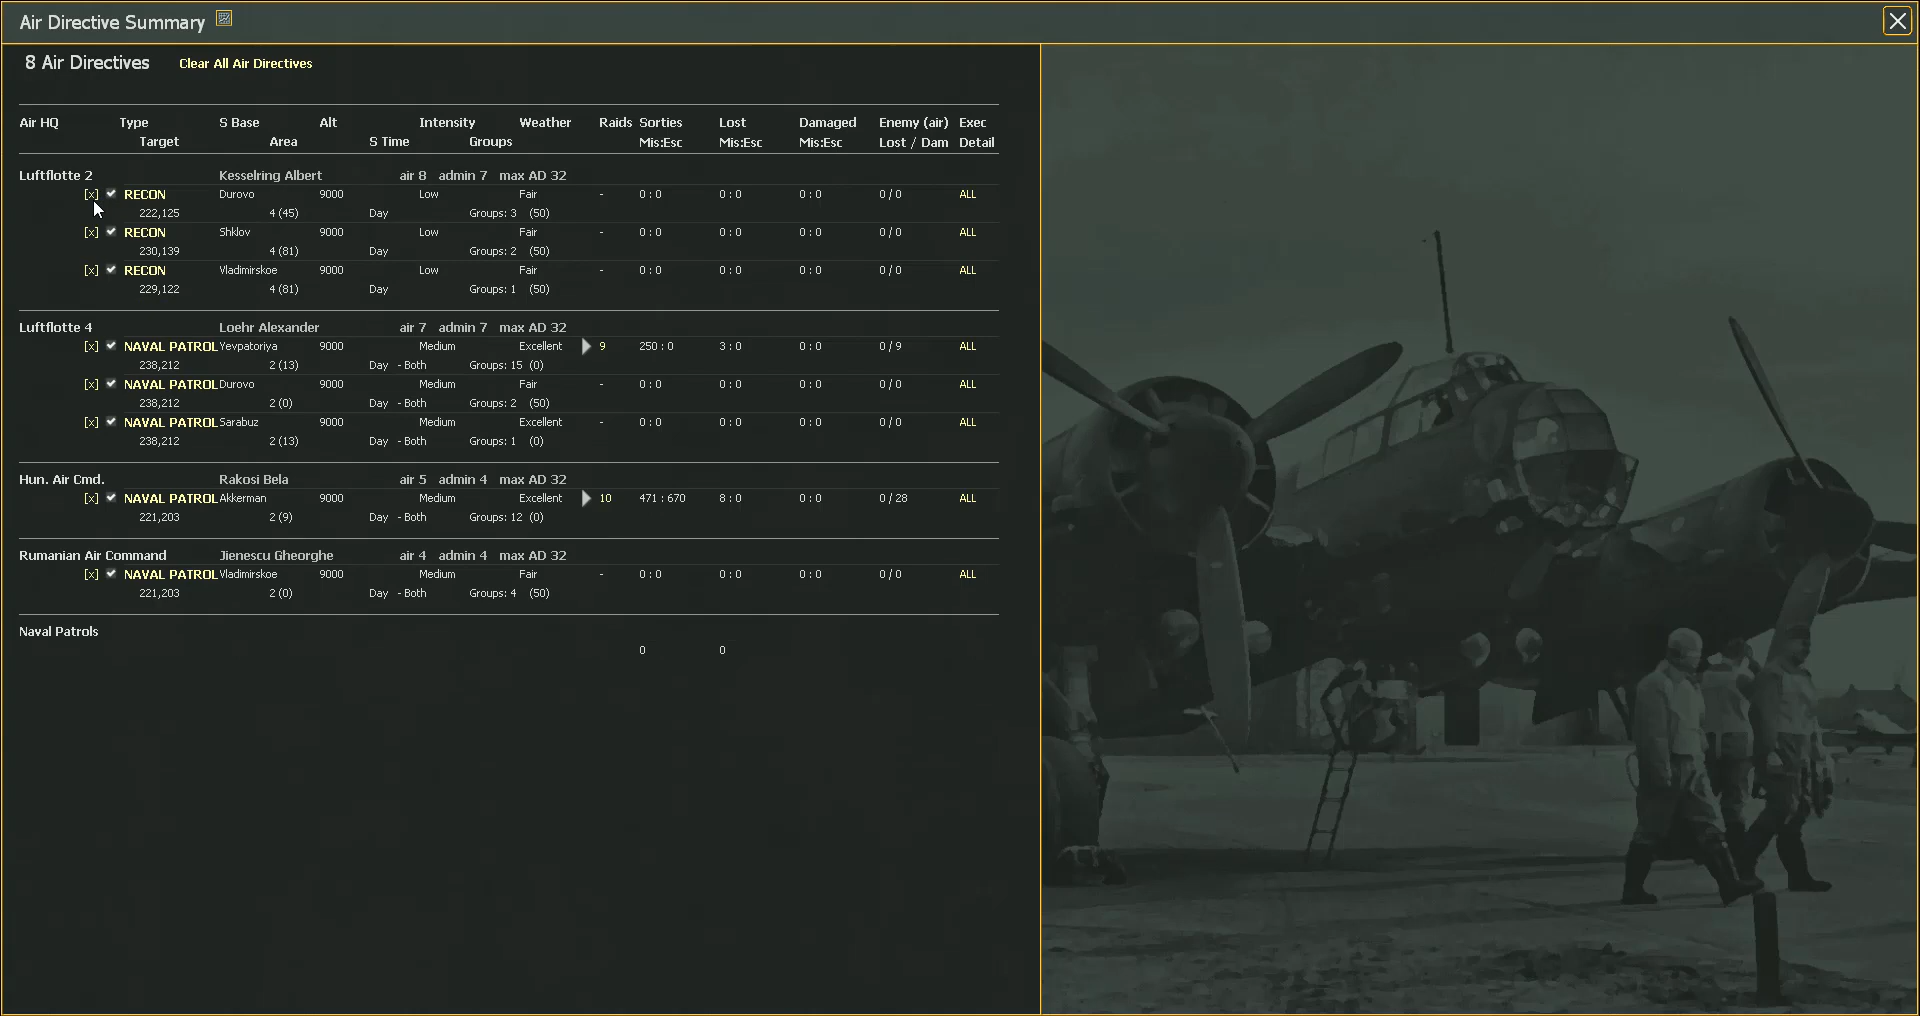 Air Directive Summary
8 Air Directives Clear All Air Directives
Air HQ Type S Base Alt Intensity Weather Raids Sorties Lost Damaged Enemy (air) Exec
Target Area S Time Groups Mis:Esc Mis:Esc Mis:Esc Lost / Dam Detail
Luftflotte 2 Kesselring Albert air 8 admin 7 max AD 32
[x] RECON Durovo 9000 Low Fair - 0 : 0 0 : 0 0 : 0 0 / 0 ALL
222,125 4 (45) Day Groups: 3 (50)
[x] RECON Shklov 9000 Low Fair - 0 : 0 0 : 0 0 : 0 0 / 0 ALL
230,139 4 (81) Day Groups: 2 (50)
[x] RECON Vladimirskoe 9000 Low Fair - 0 : 0 0 : 0 0 : 0 0 / 0 ALL
229,122 4 (81) Day Groups: 1 (50)
Luftflotte 4 Loehr Alexander air 7 admin 7 max AD 32
[x] NAVAL PATROL Yevpatoriya 9000 Medium Excellent 9 250 : 0 3 : 0 0 : 0 0 / 9 ALL
238,212 2 (13) Day - Both Groups: 15 (0)
[x] NAVAL PATROL Durovo 9000 Medium Fair - 0 : 0 0 : 0 0 : 0 0 / 0 ALL
238,212 2 (0) Day - Both Groups: 2 (50)
[x] NAVAL PATROL Sarabuz 9000 Medium Excellent - 0 : 0 0 : 0 0 : 0 0 / 0 ALL
238,212 2 (13) Day - Both Groups: 1 (0)
Hun. Air Cmd. Rakosi Bela air 5 admin 4 max AD 32
[x] NAVAL PATROL Akkerman 9000 Medium Excellent 10 471 : 670 8 : 0 0 : 0 0 / 28 ALL
221,203 2 (9) Day - Both Groups: 12 (0)
Rumanian Air Command Jienescu Gheorghe air 4 admin 4 max AD 32
[x] NAVAL PATROL Vladimirskoe 9000 Medium Fair - 0 : 0 0 : 0 0 : 0 0 / 0 ALL
221,203 2 (0) Day - Both Groups: 4 (50)
Naval Patrols
0 0